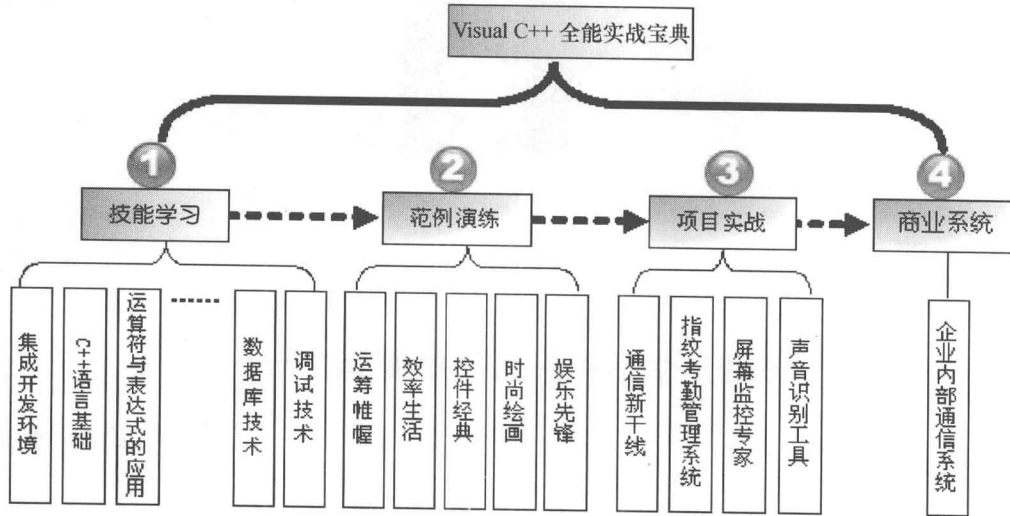 Visual C++ 全能实战宝典
1
2
3
4
技能学习
范例演练
项目实战
商业系统
集成开发环境
C++语言基础
运算符与表达式的应用
........
数据库技术
调试技术
运筹帷幄
效率生活
控件经典
时尚绘画
娱乐先锋
通信新干线
指纹考勤管理系统
屏幕监控专家
声音识别工具
企业内部通信系统